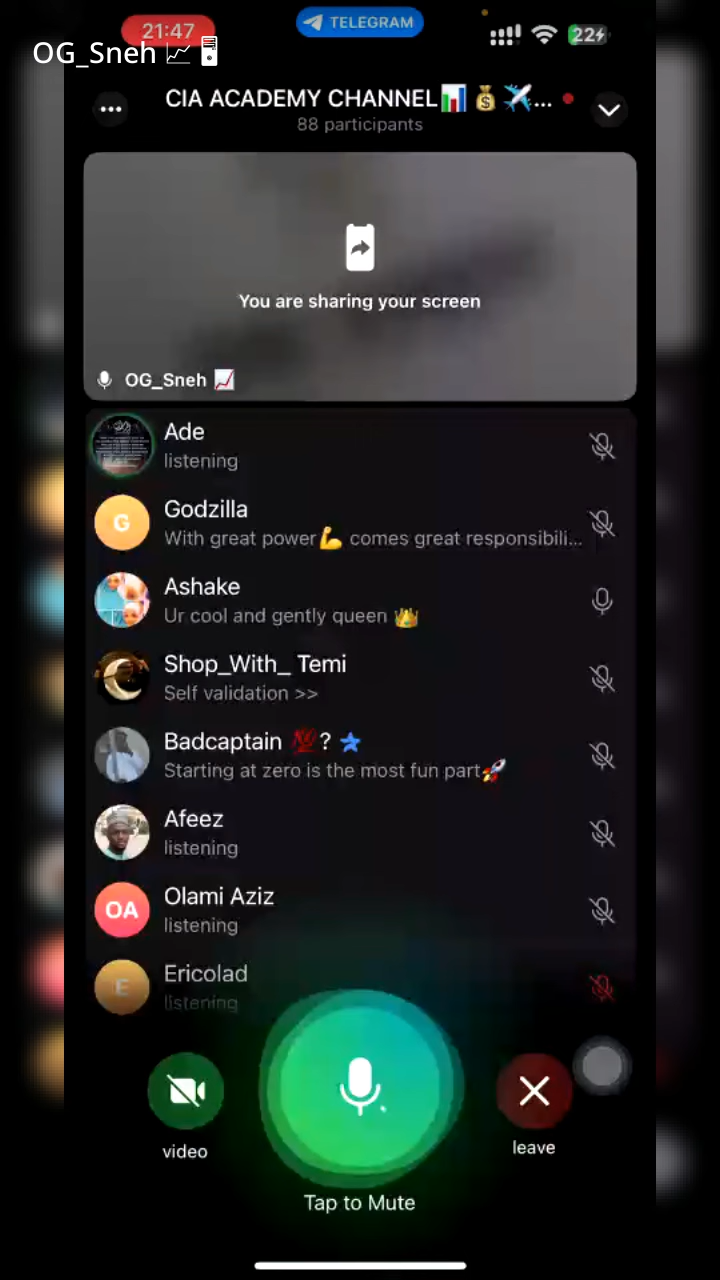 21:47
TELEGRAM
22
OG_Sneh 📈🖥
CIA ACADEMY CHANNEL📊 💰✈️...
88 participants
You are sharing your screen
OG_Sneh 📈
Ade
listening
G
Godzilla
With great power💪 comes great responsibili...
Ashake
Ur cool and gently queen 👑
Shop_With_ Temi
Self validation >>
Badcaptain 💯?
Starting at zero is the most fun part🚀
Afeez
listening
OA
Olami Aziz
listening
E
Ericolad
listening
video
leave
Tap to Mute